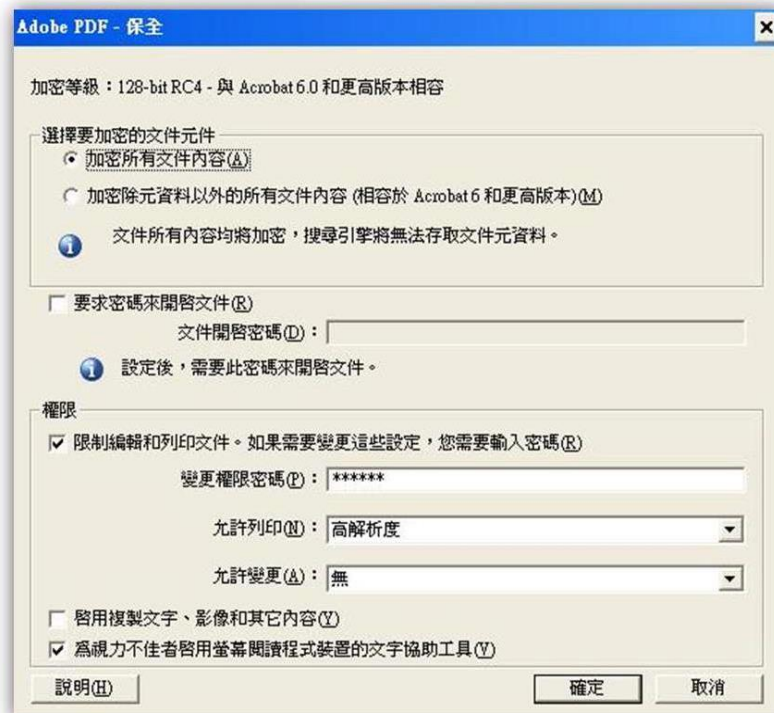 Adobe PDF - 保全
加密等級：128-bit RC4 - 與 Acrobat 6.0 和更高版本相容
選擇要加密的文件元件
加密所有文件內容(A)
加密除元資料以外的所有文件內容 (相容於 Acrobat 6 和更高版本)(M)
文件所有內容均將加密，搜尋引擎將無法存取文件元資料。
要求密碼來開啓文件(R)
文件開啓密碼(D)：
設定後，需要此密碼來開啓文件。
權限
限制編輯和列印文件。如果需要變更這些設定，您需要輸入密碼(R)
變更權限密碼(P)：******
允許列印(N)：高解析度
允許變更(A)：無
啓用複製文字、影像和其它內容(Y)
爲視力不佳者啓用螢幕閱讀程式裝置的文字協助工具(V)
說明(H) 確定 取消